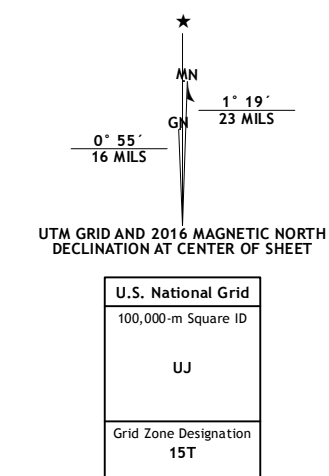 ★
MN
1° 19´
23 MILS
GN
0° 55´
16 MILS
UTM GRID AND 2016 MAGNETIC NORTH
DECLINATION AT CENTER OF SHEET
U.S. National Grid
100,000-m Square ID
UJ
Grid Zone Designation
15T